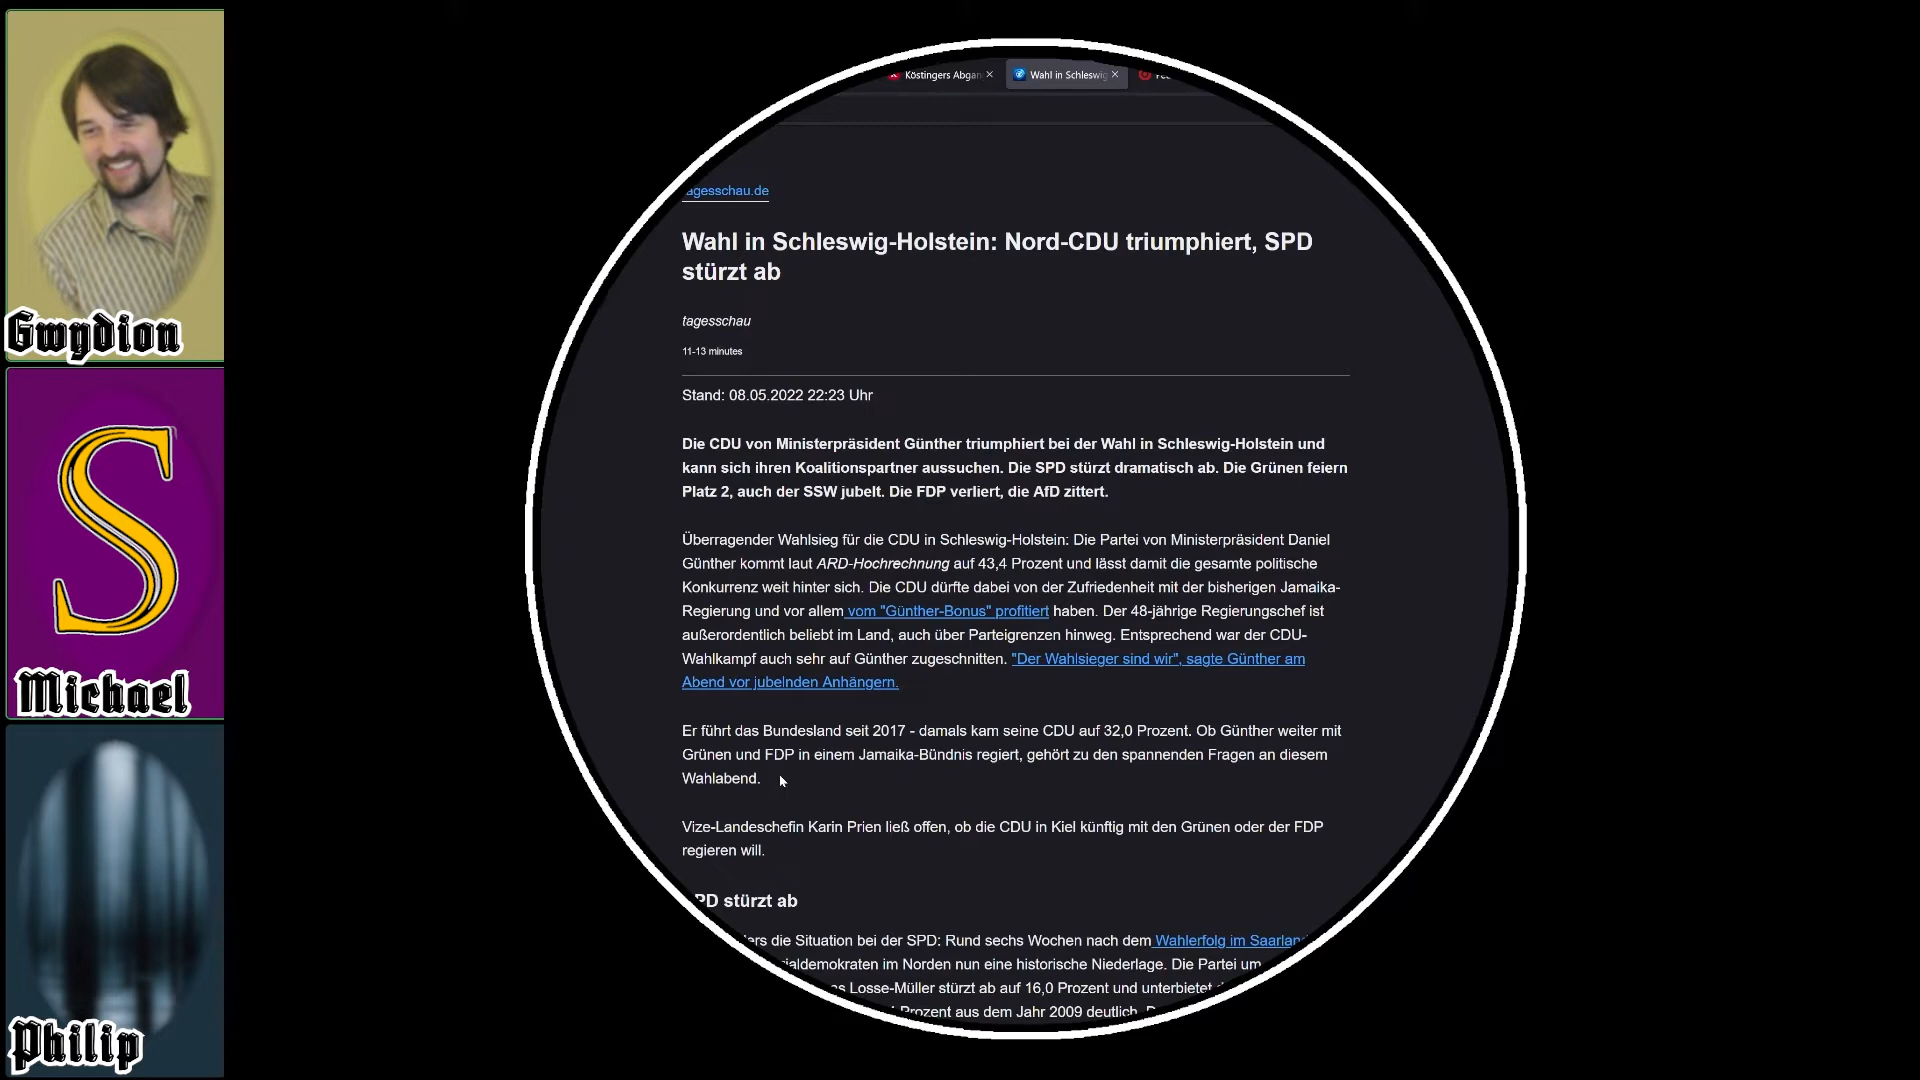 Gwydion
S
Michael
Philip
Köstingers Abgan
Wahl in Schleswig
agesschau.de
Wahl in Schleswig-Holstein: Nord-CDU triumphiert, SPD
stürzt ab
tagesschau
11-13 minutes
Stand: 08.05.2022 22:23 Uhr
Die CDU von Ministerpräsident Günther triumphiert bei der Wahl in Schleswig-Holstein und
kann sich ihren Koalitionspartner aussuchen. Die SPD stürzt dramatisch ab. Die Grünen feiern
Platz 2, auch der SSW jubelt. Die FDP verliert, die AfD zittert.
Überragender Wahlsieg für die CDU in Schleswig-Holstein: Die Partei von Ministerpräsident Daniel
Günther kommt laut ARD-Hochrechnung auf 43,4 Prozent und lässt damit die gesamte politische
Konkurrenz weit hinter sich. Die CDU dürfte dabei von der Zufriedenheit mit der bisherigen Jamaika-
Regierung und vor allem vom "Günther-Bonus" profitiert haben. Der 48-jährige Regierungschef ist
außerordentlich beliebt im Land, auch über Parteigrenzen hinweg. Entsprechend war der CDU-
Wahlkampf auch sehr auf Günther zugeschnitten. "Der Wahlsieger sind wir", sagte Günther am
Abend vor jubelnden Anhängern.
Er führt das Bundesland seit 2017 - damals kam seine CDU auf 32,0 Prozent. Ob Günther weiter mit
Grünen und FDP in einem Jamaika-Bündnis regiert, gehört zu den spannenden Fragen an diesem
Wahlabend.
Vize-Landeschefin Karin Prien ließ offen, ob die CDU in Kiel künftig mit den Grünen oder der FDP
regieren will.
PD stürzt ab
ers die Situation bei der SPD: Rund sechs Wochen nach dem Wahlerfolg im Saarlan
ialdemokraten im Norden nun eine historische Niederlage. Die Partei um
as Losse-Müller stürzt ab auf 16,0 Prozent und unterbietet
Prozent aus dem Jahr 2009 deutlich.